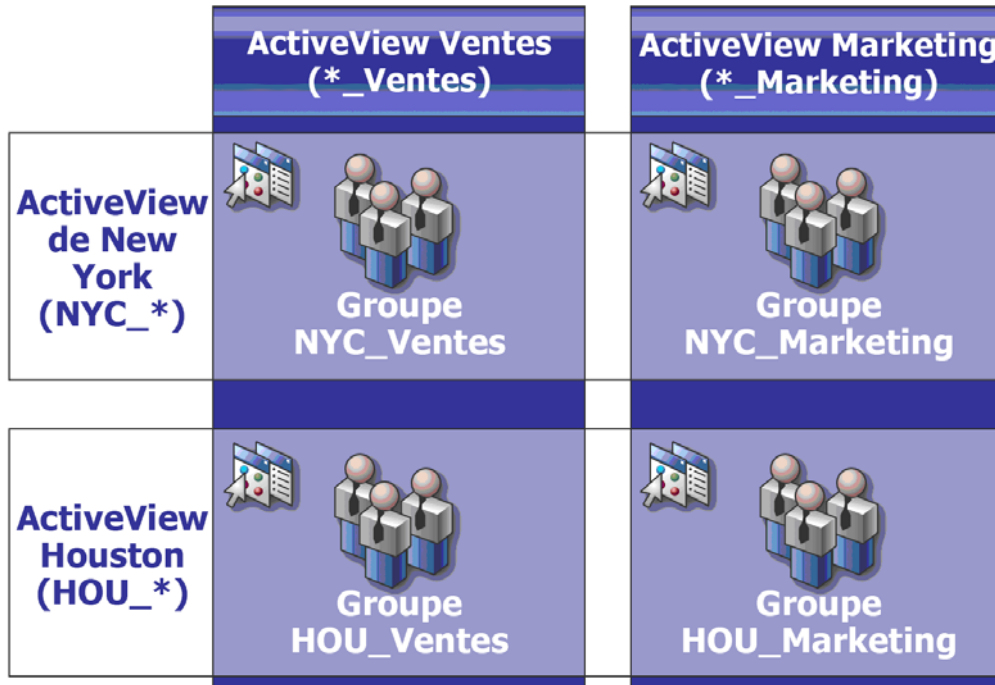 ActiveView Ventes
(*_Ventes)
ActiveView Marketing
(*_Marketing)
ActiveView
de New
York
(NYC_*)
Groupe
NYC_Ventes
Groupe
NYC_Marketing
ActiveView
Houston
(HOU_*)
Groupe
HOU_Ventes
Groupe
HOU_Marketing